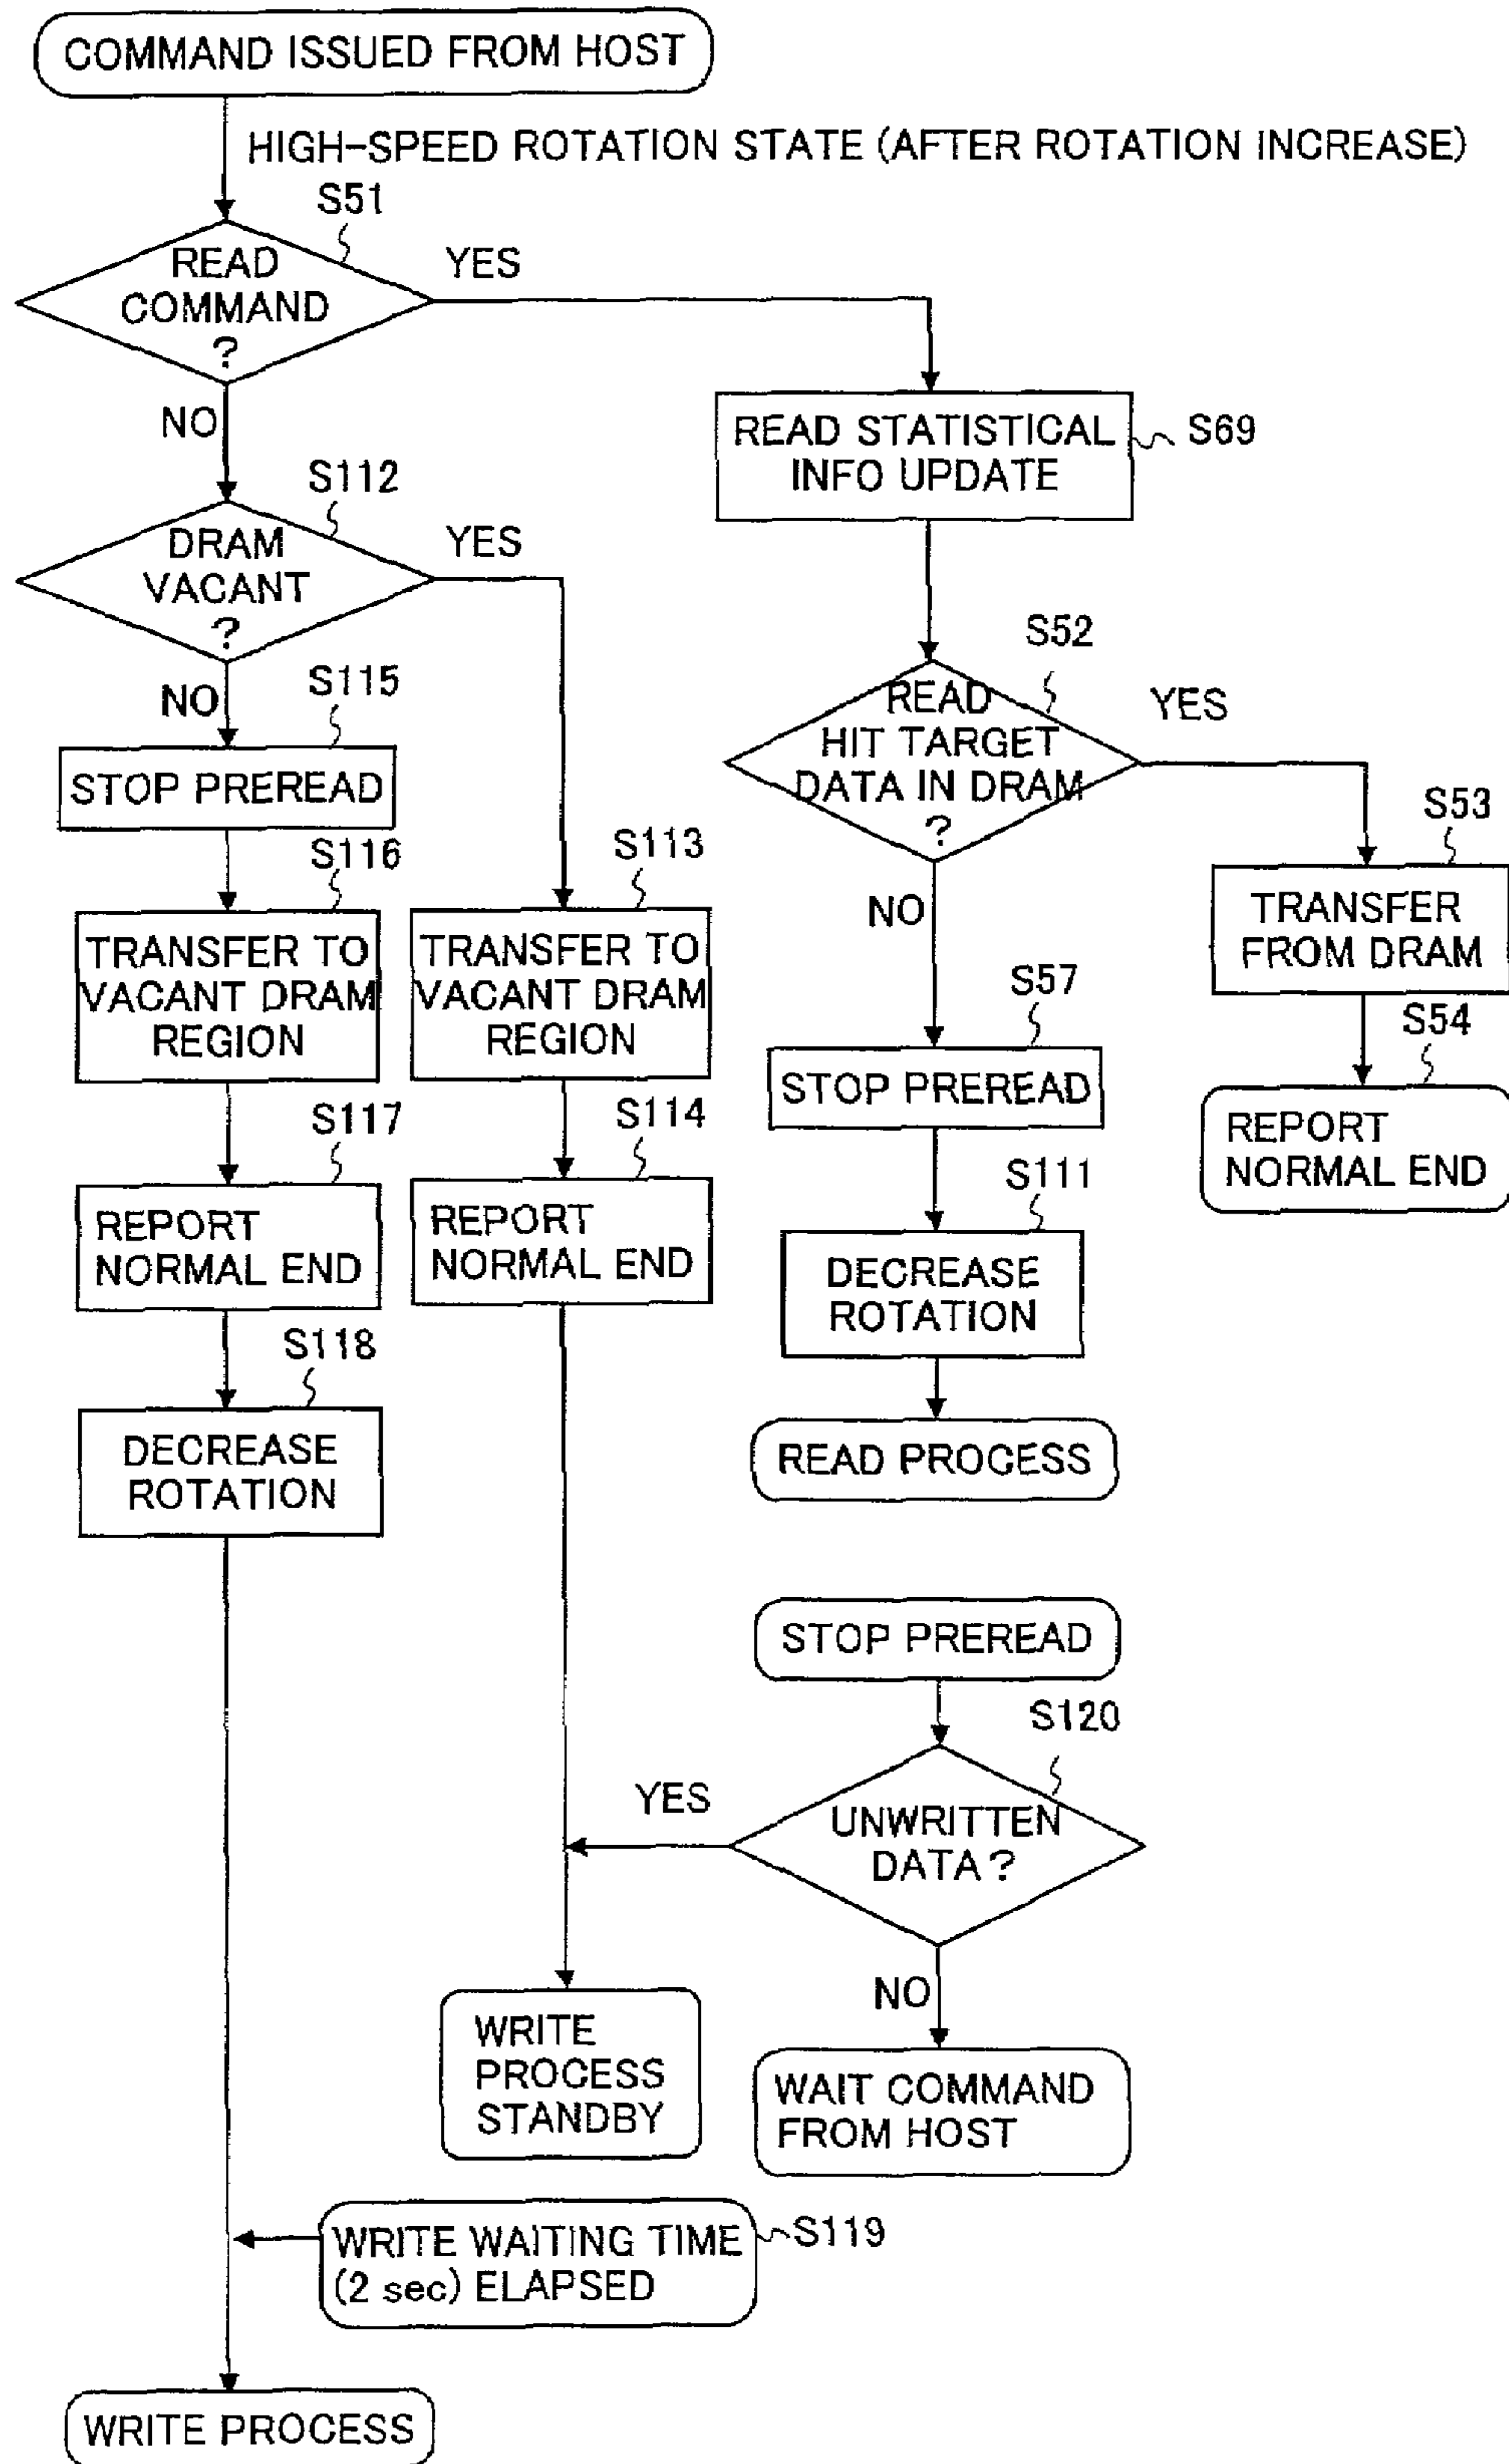 COMMAND ISSUED FROM HOST
HIGH-SPEED ROTATION STATE (AFTER ROTATION INCREASE)
S51
READ
COMMAND
?
YES
NO
READ STATISTICAL
INFO UPDATE
S69
S112
DRAM
VACANT
?
YES
NO
S52
READ
HIT TARGET
DATA IN DRAM
?
YES
NO
S115
STOP PREREAD
S116
TRANSFER TO
VACANT DRAM
REGION
S113
TRANSFER TO
VACANT DRAM
REGION
S53
TRANSFER
FROM DRAM
S54
REPORT
NORMAL END
S57
STOP PREREAD
S117
REPORT
NORMAL END
S114
REPORT
NORMAL END
S111
DECREASE
ROTATION
S118
DECREASE
ROTATION
READ PROCESS
STOP PREREAD
S120
UNWRITTEN
DATA?
YES
NO
WRITE
PROCESS
STANDBY
WAIT COMMAND
FROM HOST
WRITE WAITING TIME
(2 sec) ELAPSED
S119
WRITE PROCESS